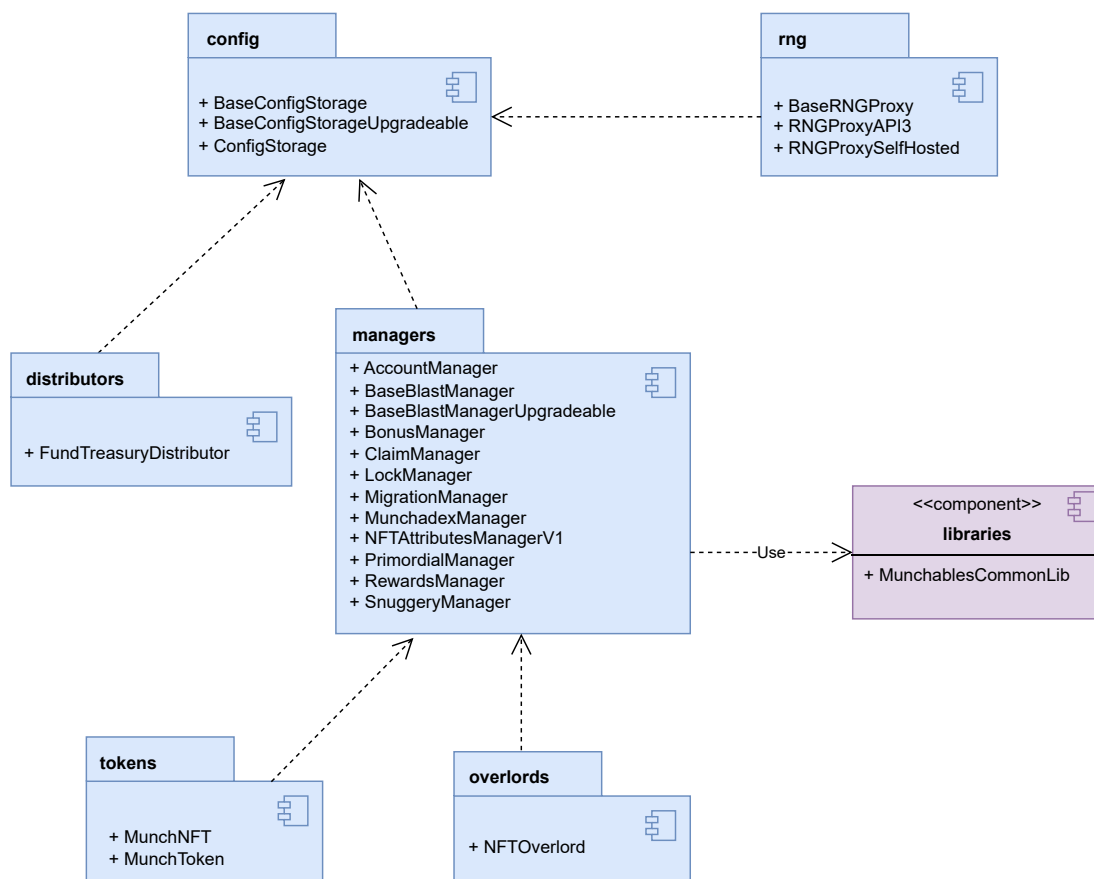 config
+ BaseConfigStorage
+ BaseConfigStorageUpgradeable
+ ConfigStorage
rng
+ BaseRNGProxy
+ RNGProxyAPI3
+ RNGProxySelfHosted
distributors
+ FundTreasuryDistributor
managers
+ AccountManager
+ BaseBlastManager
+ BaseBlastManagerUpgradeable
+ BonusManager
+ ClaimManager
+ LockManager
+ MigrationManager
+ MunchadexManager
+ NFTAttributesManagerV1
+ PrimordialManager
+ RewardsManager
+ SnuggeryManager
Use
<<component>>
libraries
+ MunchablesCommonLib
tokens
+ MunchNFT
+ MunchToken
overlords
+ NFTOverlord